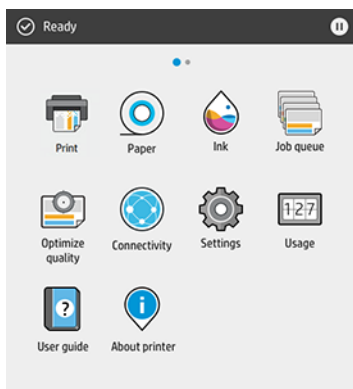 Ready
Print
Paper
Ink
Job queue
Optimize
quality
Connectivity
Settings
127
Usage
?
User guide
i
About printer